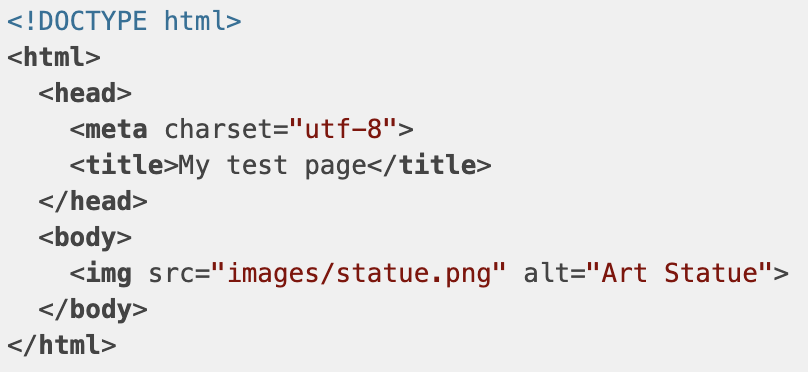 <!DOCTYPE html>
<html>
  <head>
    <meta charset="utf-8">
    <title>My test page</title>
  </head>
  <body>
    <img src="images/statue.png" alt="Art Statue">
  </body>
</html>